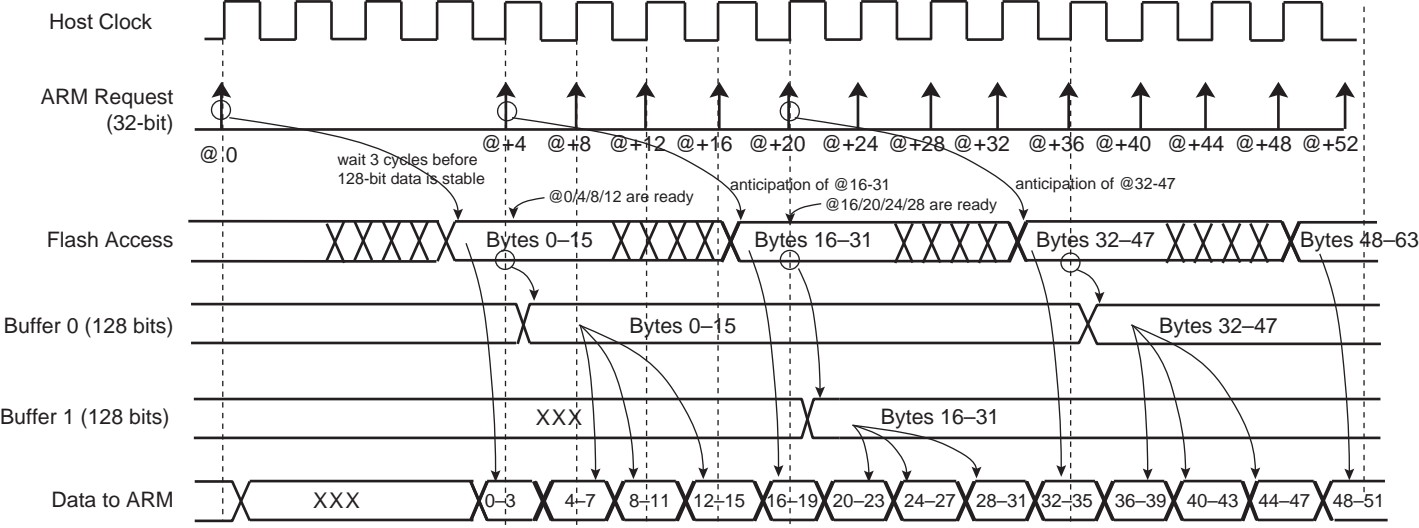 Host Clock
ARM Request
(32-bit)
@ 0
@+4
@+8
@+12
@+16
@+20
@+24
@+28
@+32
@+36
@+40
@+44
@+48
@+52
wait 3 cycles before
128-bit data is stable
@0/4/8/12 are ready
anticipation of @16-31
@16/20/24/28 are ready
anticipation of @32-47
Flash Access
Bytes 0–15
Bytes 16–31
Bytes 32–47
Bytes 48–63
Buffer 0 (128 bits)
Bytes 0–15
Bytes 32–47
Buffer 1 (128 bits)
XXX
Bytes 16–31
Data to ARM
XXX
0–3
4–7
8–11
12–15
16–19
20–23
24–27
28–31
32–35
36–39
40–43
44–47
48–51